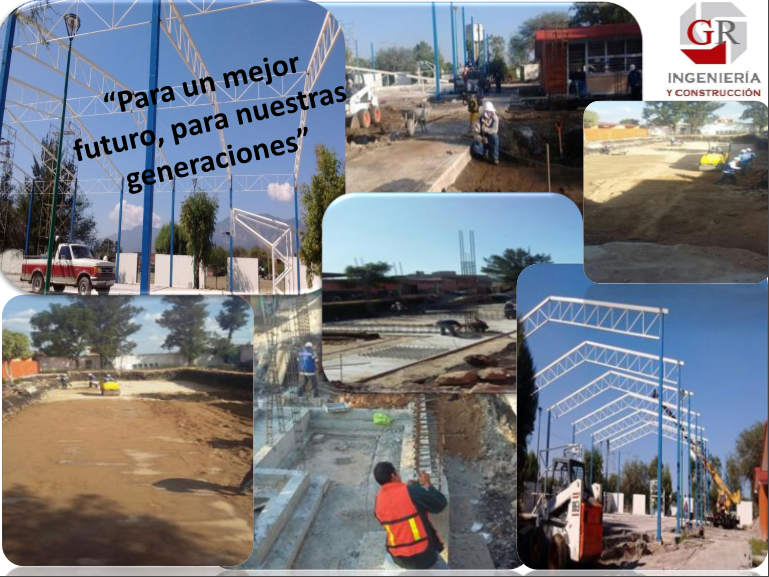 “Para un mejor
futuro, para nuestras
generaciones”
GR
INGENIERÍA
Y CONSTRUCCIÓN